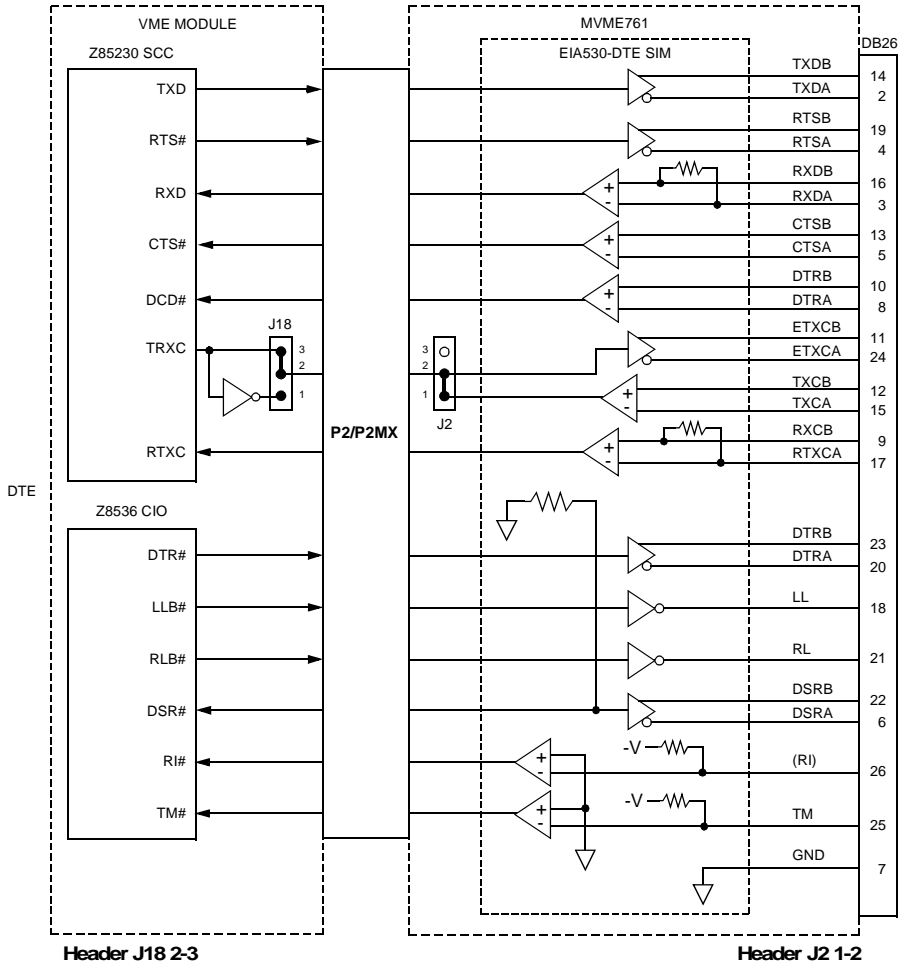 VME MODULE
MVME761
Z85230 SCC
EIA530-DTE SIM
DB26
TXD
TXDB
14
TXDA
2
RTS#
RTSB
19
RTSA
4
RXD
+
-
RXDB
16
RXDA
3
CTS#
+
-
CTSB
13
CTSA
5
DCD#
+
-
DTRB
10
DTRA
8
TRXC
J18
3
2
1
3
2
1
J2
ETXCB
11
ETXCA
24
+
-
TXCB
12
TXCA
15
P2/P2MX
RTXC
+
-
RXCB
9
RTXCA
17
DTE
Z8536 CIO
DTR#
DTRB
23
DTRA
20
LLB#
LL
18
RLB#
RL
21
DSR#
DSRB
22
DSRA
6
RI#
+
-
-V
(RI)
26
TM#
+
-
-V
TM
25
GND
7
Header J18 2-3
Header J2 1-2